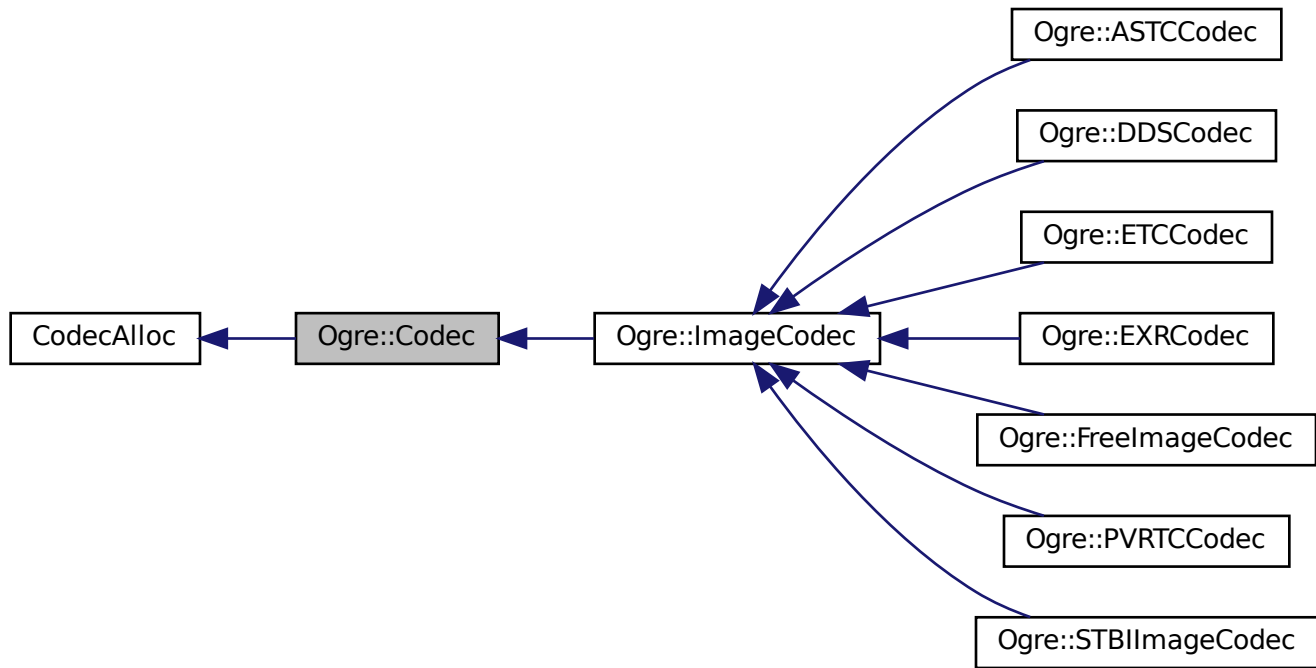 Ogre::ASTCCodec
Ogre::DDSCodec
Ogre::ETCCodec
CodecAlloc
Ogre::Codec
Ogre::ImageCodec
Ogre::EXRCodec
Ogre::FreeImageCodec
Ogre::PVRTCCodec
Ogre::STBIImageCodec